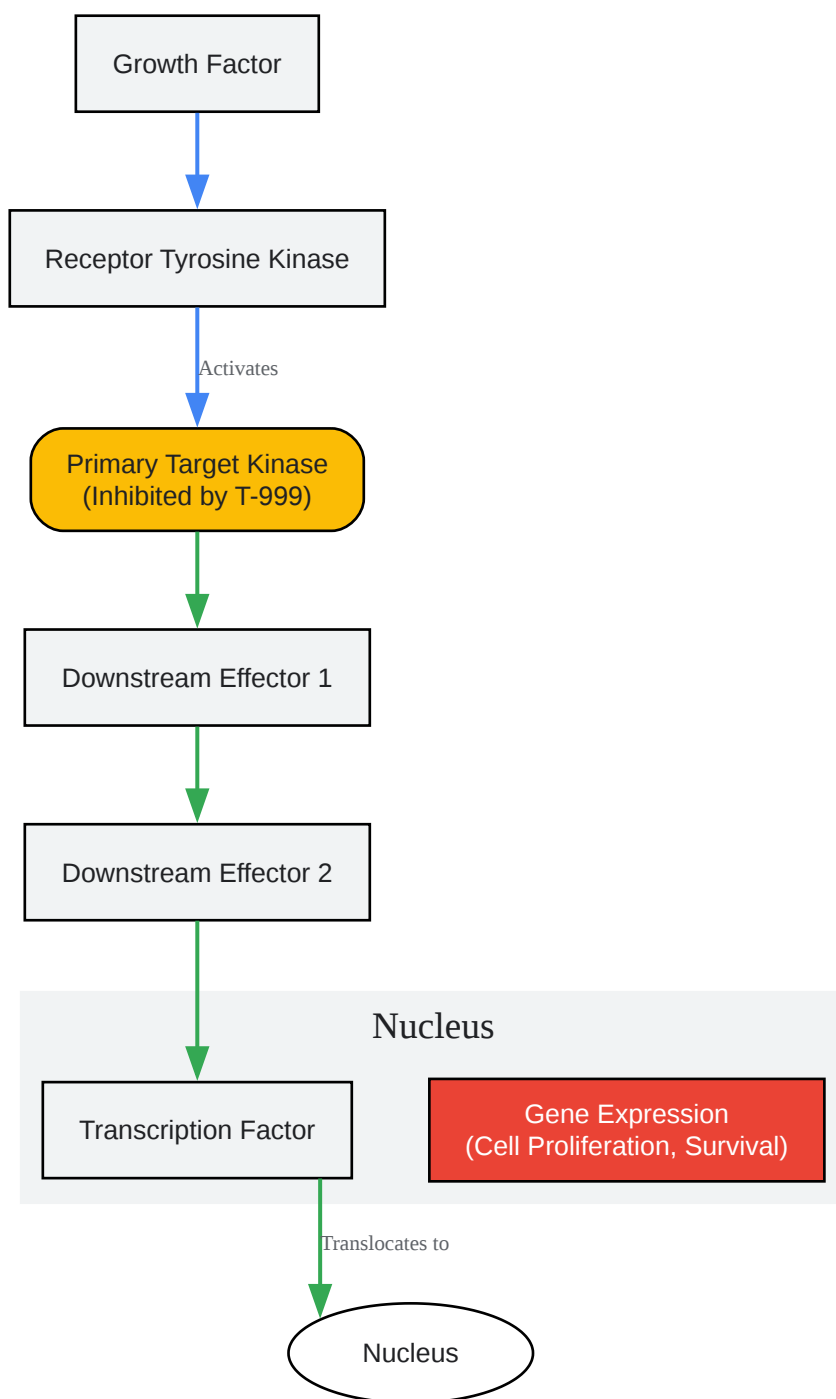 Growth Factor
Receptor Tyrosine Kinase
Activates
Primary Target Kinase
(Inhibited by T-999)
Downstream Effector 1
Downstream Effector 2
Nucleus
Transcription Factor
Gene Expression
(Cell Proliferation, Survival)
Translocates to
Nucleus